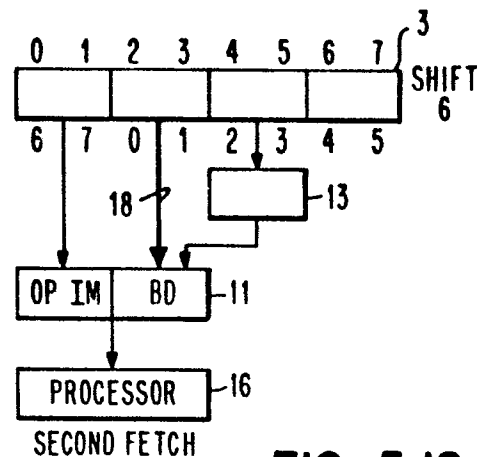 3
0 1 2 3 4 5 6 7
SHIFT
6
6 7 0 1 2 3 4 5
18
13
OP IM BD
11
PROCESSOR
16
SECOND FETCH